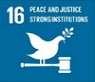 16 PEACE AND JUSTICE
STRONG INSTITUTIONS